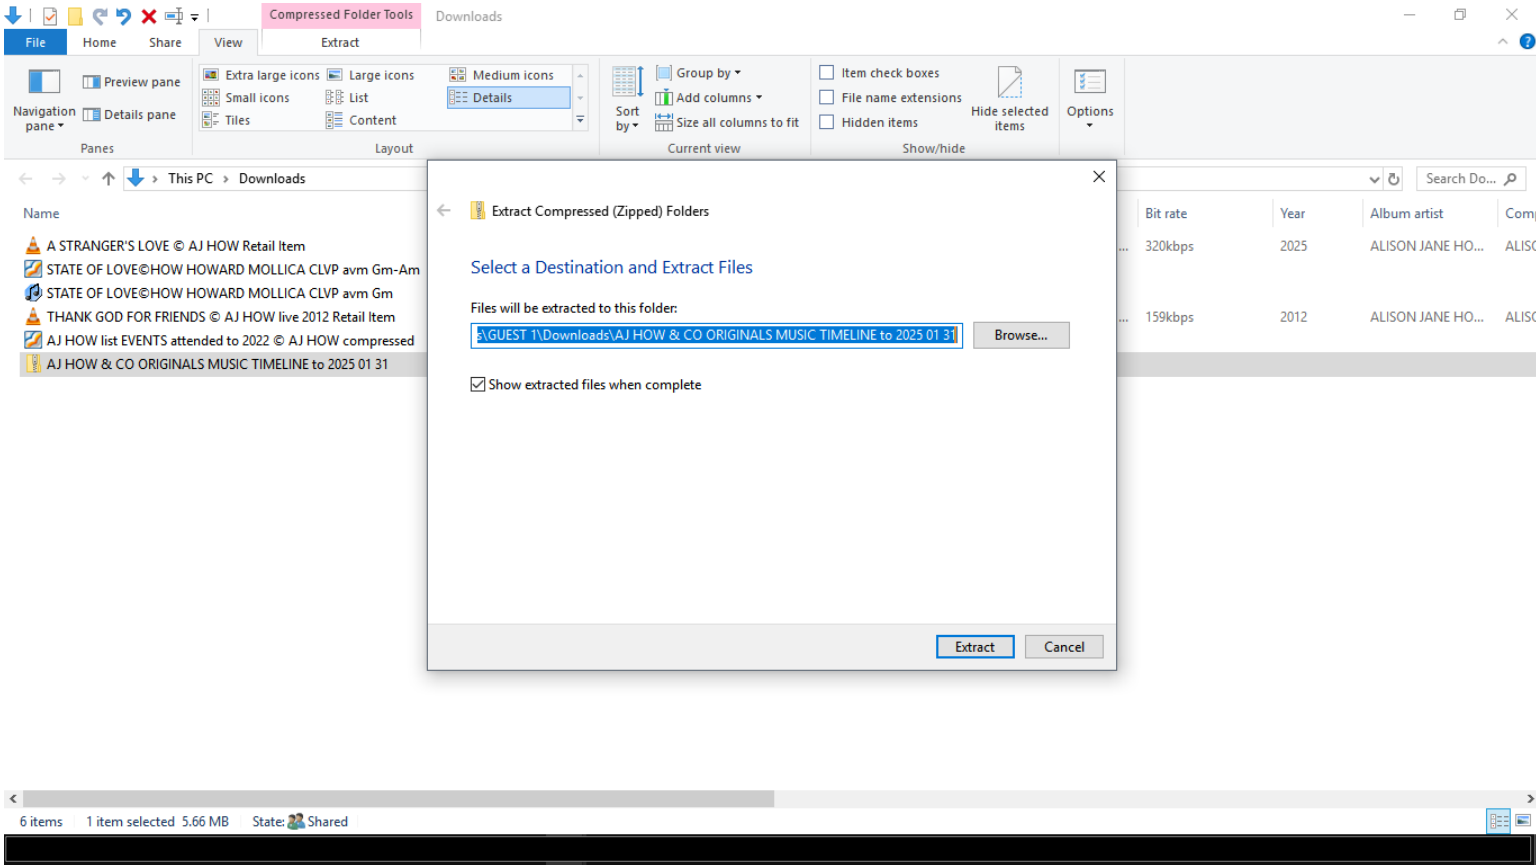 Compressed Folder Tools
Downloads
File
Home
Share
View
Extract
Navigation pane
Preview pane
Details pane
Panes
Extra large icons
Large icons
Medium icons
Small icons
List
Details
Tiles
Content
Layout
Sort by
Group by
Add columns
Size all columns to fit
Current view
Item check boxes
File name extensions
Hidden items
Hide selected items
Show/hide
Options
This PC
Downloads
Search Do...
Name
Bit rate
Year
Album artist
Com
A STRANGER'S LOVE © AJ HOW Retail Item
...
320kbps
2025
ALISON JANE HO...
ALIS
STATE OF LOVE©HOW HOWARD MOLLICA CLVP avm Gm-Am
STATE OF LOVE©HOW HOWARD MOLLICA CLVP avm Gm
THANK GOD FOR FRIENDS © AJ HOW live 2012 Retail Item
...
159kbps
2012
ALISON JANE HO...
ALIS
AJ HOW list EVENTS attended to 2022 © AJ HOW compressed
AJ HOW & CO ORIGINALS MUSIC TIMELINE to 2025 01 31
Extract Compressed (Zipped) Folders
Select a Destination and Extract Files
Files will be extracted to this folder:
s\GUEST 1\Downloads\AJ HOW & CO ORIGINALS MUSIC TIMELINE to 2025 01 31
Browse...
Show extracted files when complete
Extract
Cancel
6 items
1 item selected 5.66 MB
State: Shared